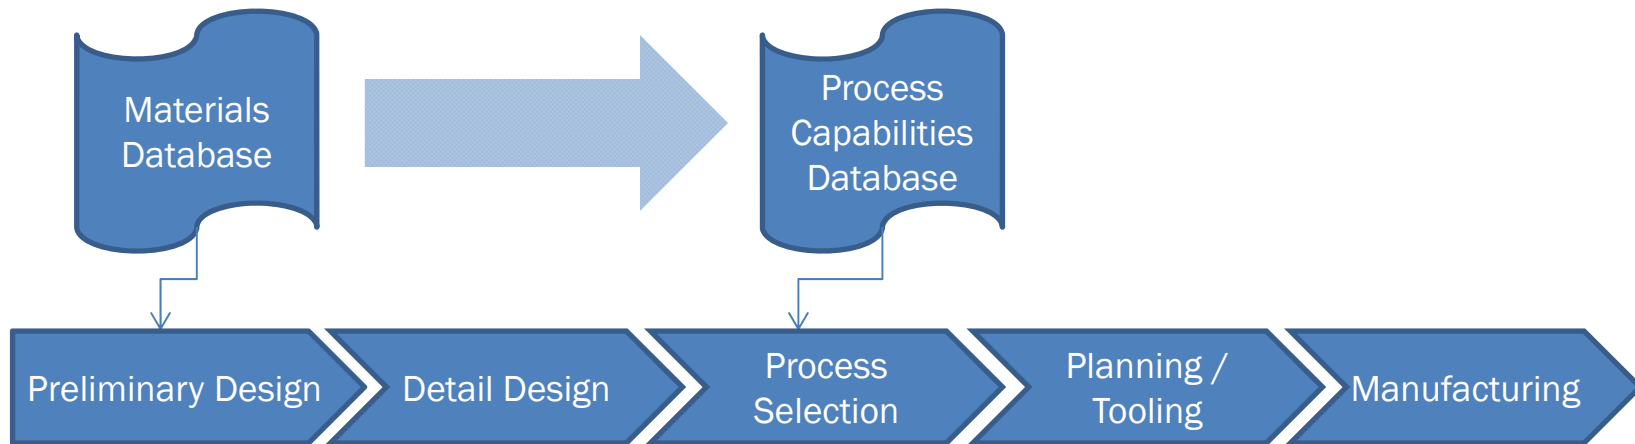 Materials
Database
Process
Capabilities
Database
Preliminary Design
Detail Design
Process
Selection
Planning /
Tooling
Manufacturing